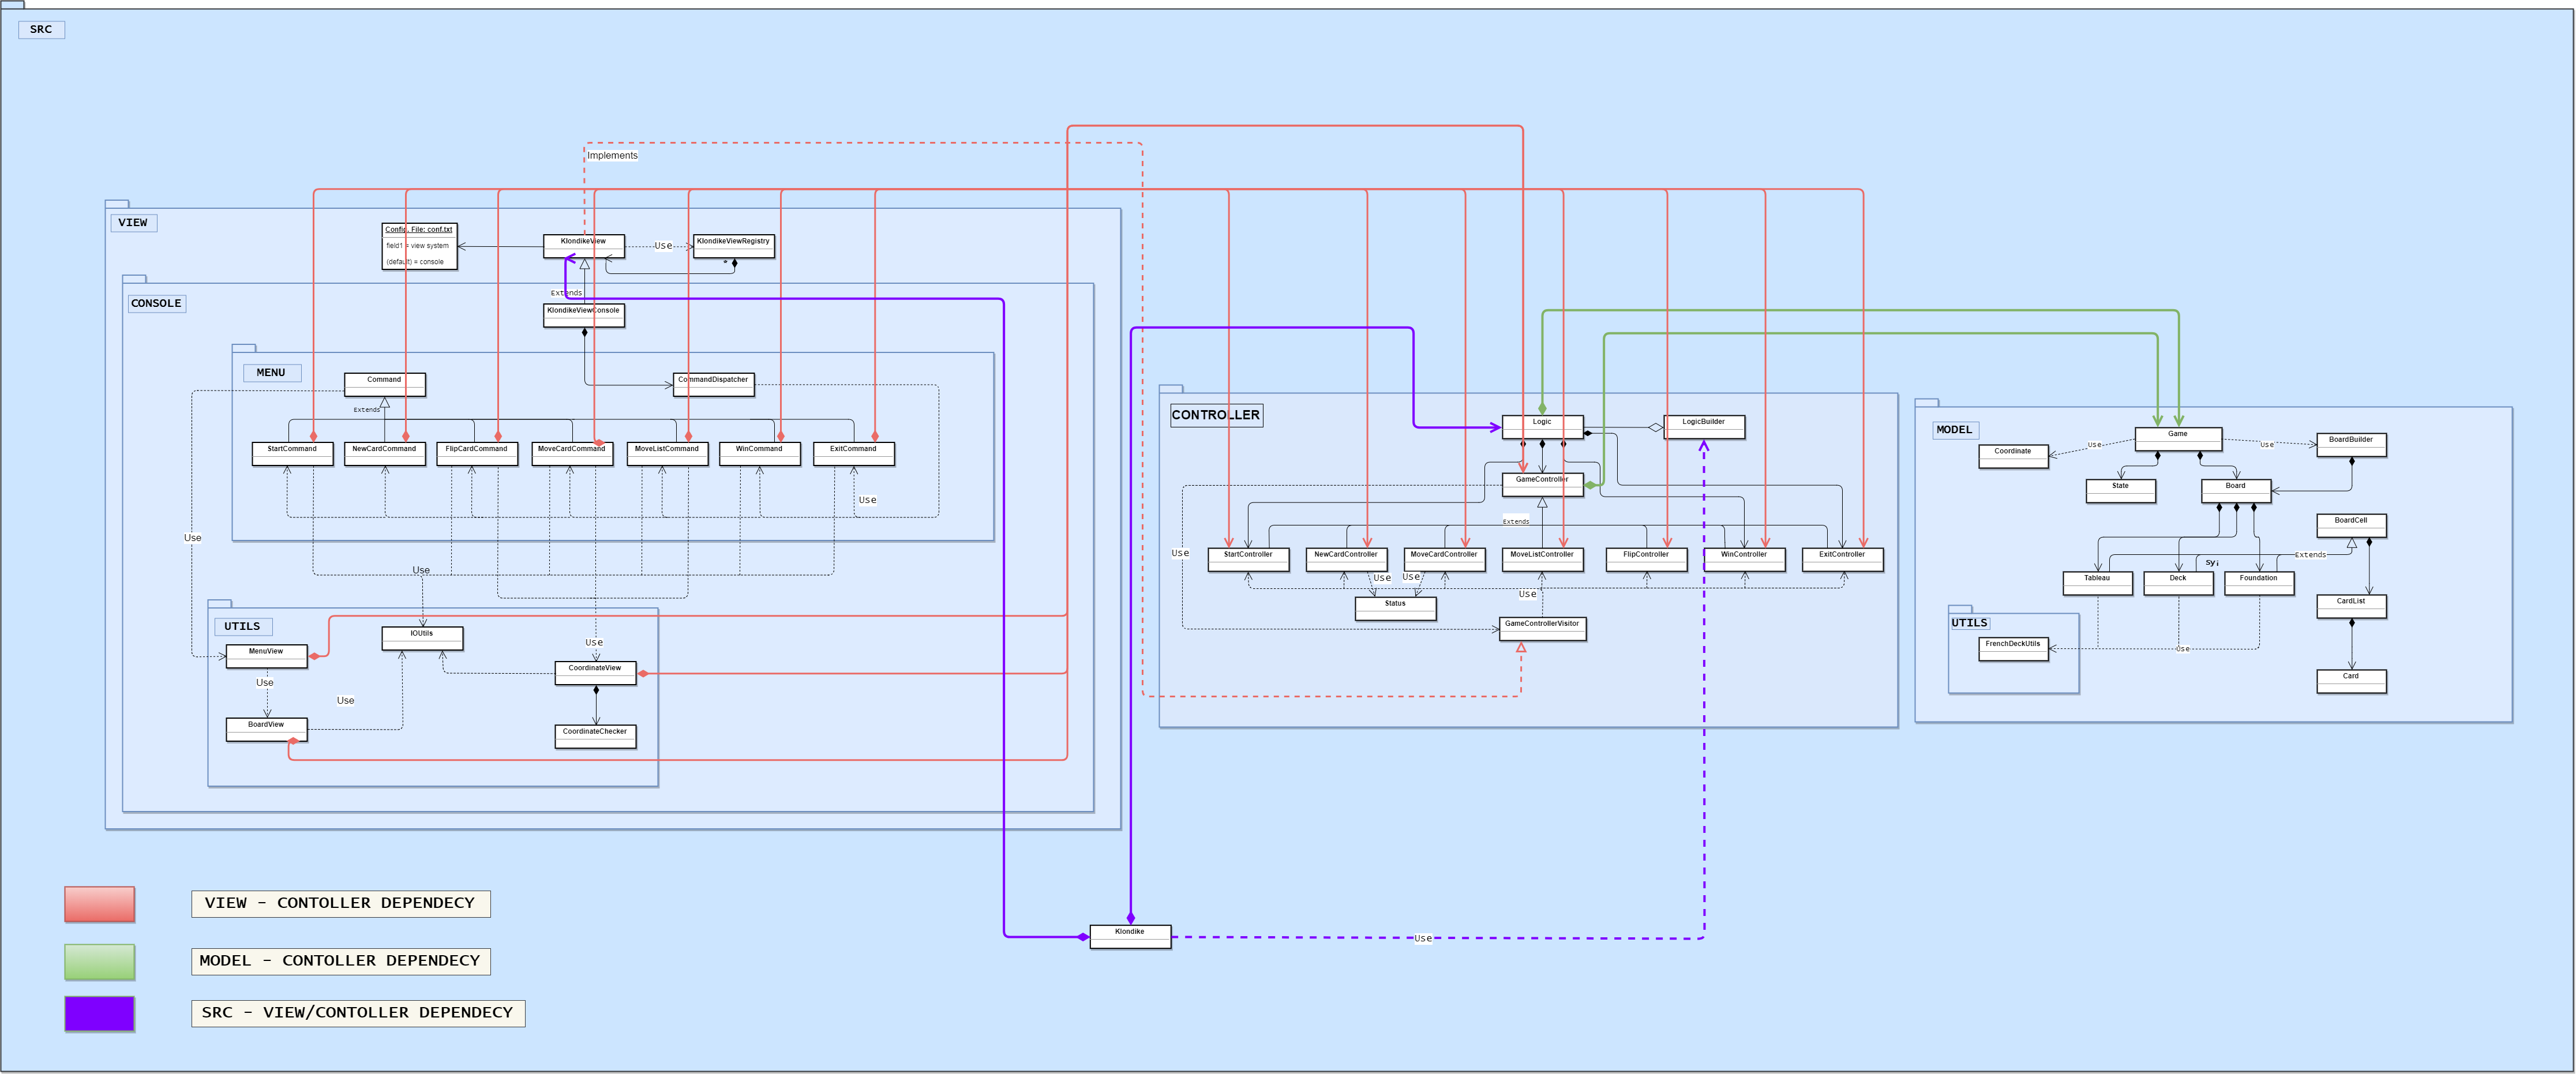 SRC
Implements
VIEW
Config. File: conf.txt
field1 = view system
(default) = console
KlondikeView
Use
KlondikeViewRegistry
*
Extends
CONSOLE
KlondikeViewConsole
MENU
Command
CommandDispatcher
Extends
StartCommand
NewCardCommand
FlipCardCommand
MoveCardCommand
MoveListCommand
WinCommand
ExitCommand
Use
Use
Use
UTILS
IOUtils
MenuView
Use
CoordinateView
Use
Use
BoardView
CoordinateChecker
CONTROLLER
Logic
LogicBuilder
GameController
Extends
Use
StartController
NewCardController
MoveCardController
MoveListController
FlipController
WinController
ExitController
Use
Use
Use
Status
GameControllerVisitor
MODEL
Game
Use
Use
BoardBuilder
Coordinate
State
Board
BoardCell
Extends
Sy¡
Tableau
Deck
Foundation
CardList
UTILS
FrenchDeckUtils
Use
Card
VIEW - CONTOLLER DEPENDECY
Klondike
Use
MODEL - CONTOLLER DEPENDECY
SRC - VIEW/CONTOLLER DEPENDECY